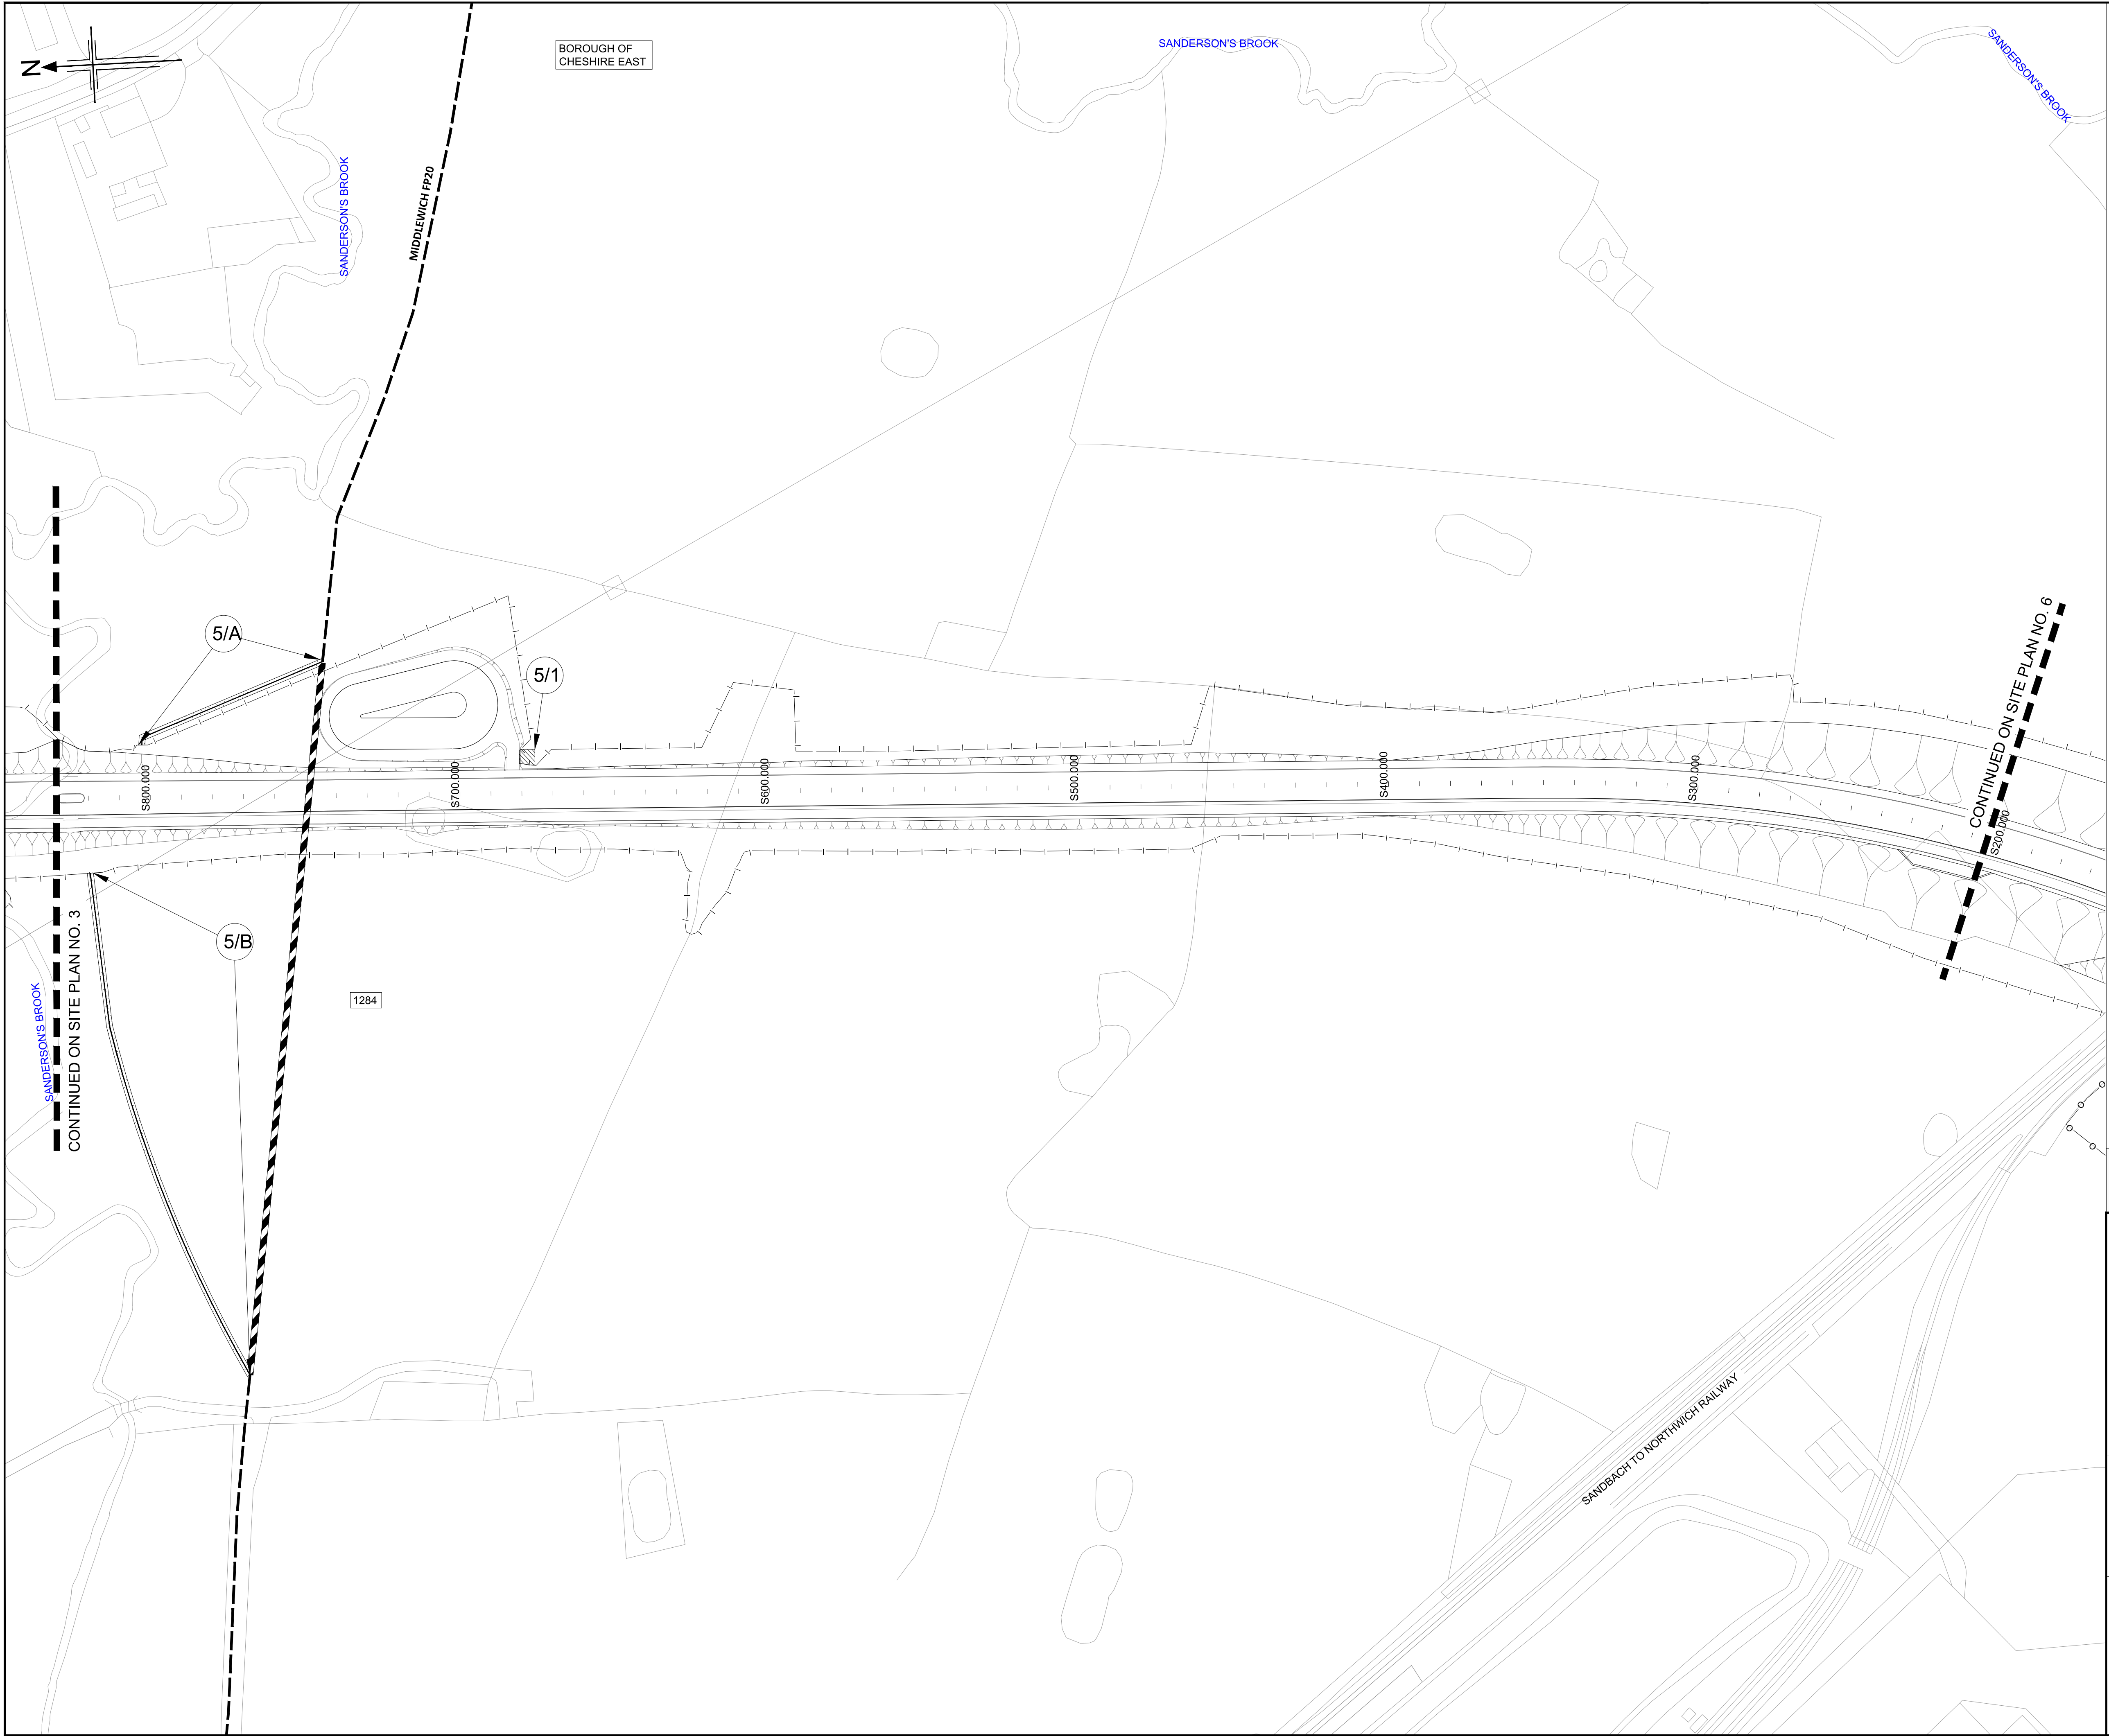 N
BOROUGH OF
CHESHIRE EAST
SANDERSON'S BROOK
SANDERSON'S BROOK
SANDERSON'S BROOK
MIDDLEWICH FP20
5/A
5/1
CONTINUED ON SITE PLAN NO. 6
S800.000
S700.000
S600.000
S500.000
S400.000
S300.000
S200.000
5/B
CONTINUED ON SITE PLAN NO. 3
SANDERSON'S BROOK
1284
SANDBACH TO NORTHWICH RAILWAY